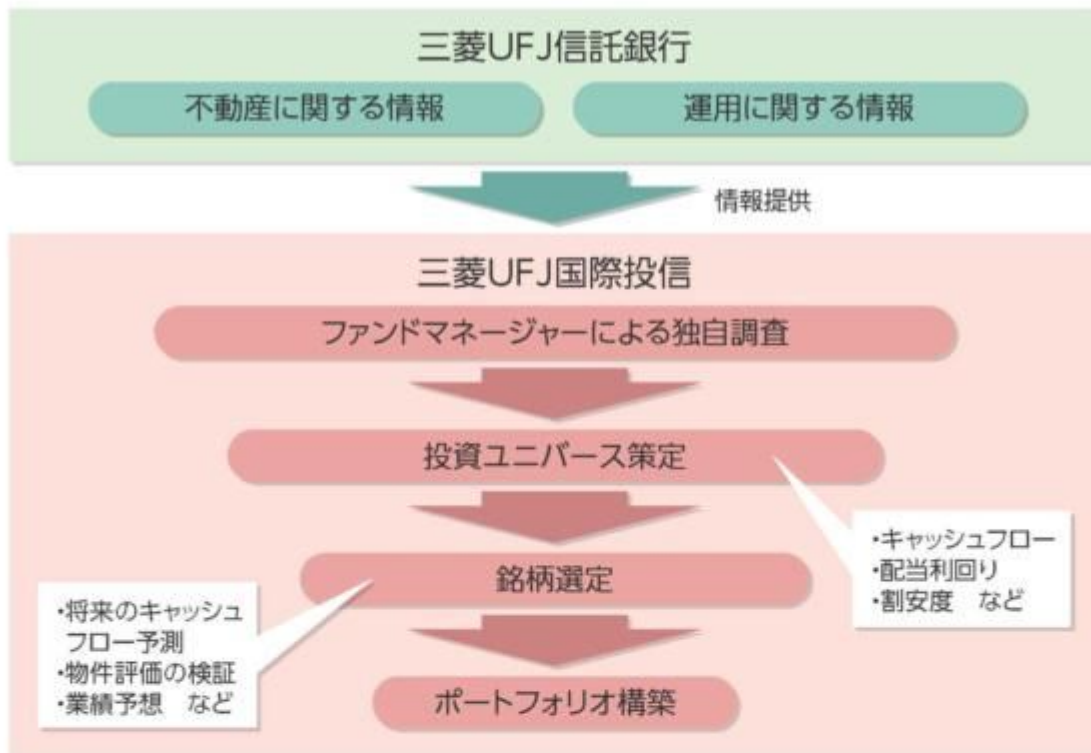 三菱UFJ信託銀行
不動産に関する情報
運用に関する情報
情報提供
三菱UFJ国際投信
ファンドマネージャーによる独自調査
投資ユニバース策定
・キャッシュフロー
・配当利回り
・割安度 など
銘柄選定
・将来のキャッシュ
フロー予測
・物件評価の検証
・業績予想 など
ポートフォリオ構築